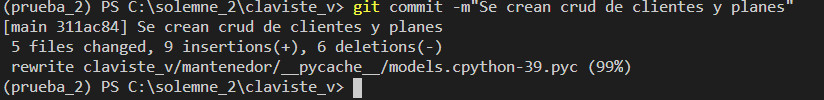 (prueba_2) PS C:\solemne_2\claviste_v> git commit -m"Se crean crud de clientes y planes"
[main 311ac84] Se crean crud de clientes y planes
 5 files changed, 9 insertions(+), 6 deletions(-)
 rewrite claviste_v/mantenedor/__pycache__/models.cpython-39.pyc (99%)
(prueba_2) PS C:\solemne_2\claviste_v>